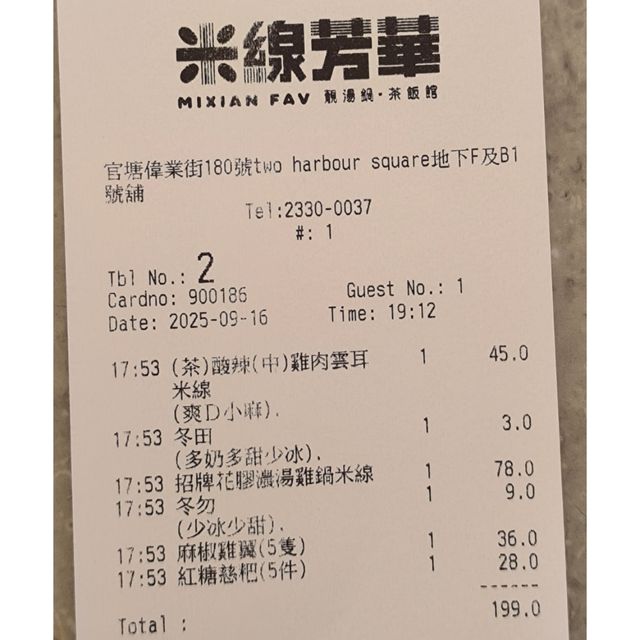 米線芳華
MIXIAN FAV 靚湯鍋·茶飯館
官塘偉業街180號two harbour square地下F及B1
號舖
Tel:2330-0037
#: 1
Tbl No.: 2
Cardno: 900186 Guest No.: 1
Date: 2025-09-16 Time: 19:12
17:53 (茶)酸辣(中)雞肉雲耳 1 45.0
米線
(爽D小麻).
17:53 冬田 1 3.0
(多奶多甜少冰).
17:53 招牌花膠濃湯雞鍋米線 1 78.0
17:53 冬勿 1 9.0
(少冰少甜).
17:53 麻椒雞翼(5隻) 1 36.0
17:53 紅糖慈粑(5件) 1 28.0
------
199.0
Total :